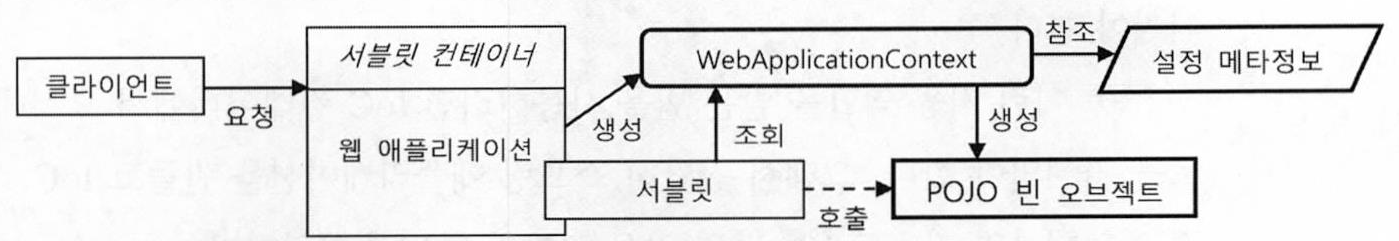 클라이언트
요청
서블릿 컨테이너
웹 애플리케이션
생성
WebApplicationContext
참조
설정 메타정보
조회
생성
서블릿
호출
POJO 빈 오브젝트